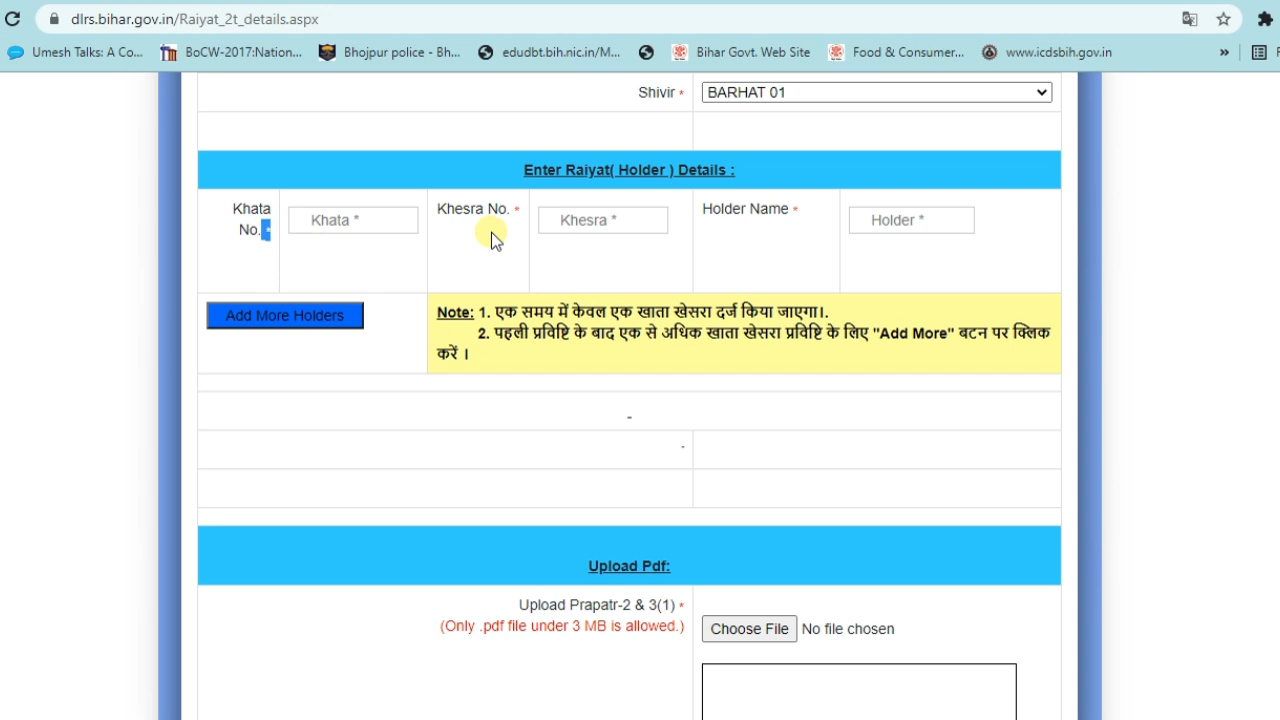 dlrs.bihar.gov.in/Raiyat_2t_details.aspx
Umesh Talks: A Co... BoCW-2017:Nation... Bhojpur police - Bh... edudbt.bih.nic.in/M... Bihar Govt. Web Site Food & Consumer... www.icdsbih.gov.in »
Shivir * BARHAT 01
Enter Raiyat( Holder ) Details :
Khata No. * Khata * Khesra No. * Khesra * Holder Name * Holder *
Add More Holders
Note: 1. एक समय में केवल एक खाता खेसरा दर्ज किया जाएगा।.
2. पहली प्रविष्टि के बाद एक से अधिक खाता खेसरा प्रविष्टि के लिए "Add More" बटन पर क्लिक
करें ।
-
-
Upload Pdf:
Upload Prapatr-2 & 3(1) *
(Only .pdf file under 3 MB is allowed.)
Choose File No file chosen